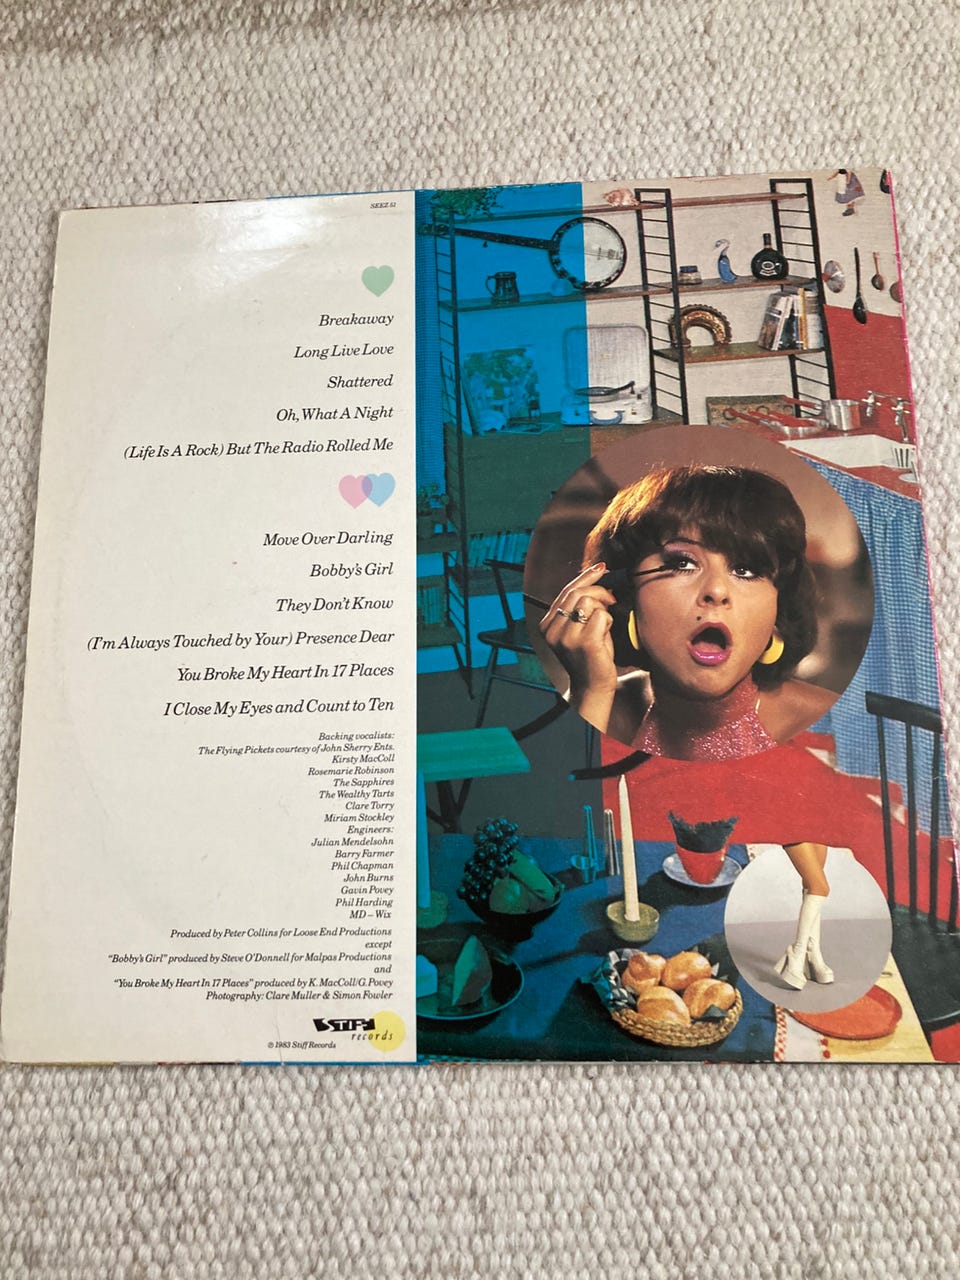 SEEZ 51
Breakaway
Long Live Love
Shattered
Oh, What A Night
(Life Is A Rock) But The Radio Rolled Me
Move Over Darling
Bobby's Girl
They Don't Know
(I'm Always Touched by Your) Presence Dear
You Broke My Heart In 17 Places
I Close My Eyes and Count to Ten
Backing vocalists:
The Flying Pickets courtesy of John Sherry Ents.
Kirsty MacColl
Rosemarie Robinson
The Sapphires
The Wealthy Tarts
Clare Torry
Miriam Stockley
Engineers:
Julian Mendelsohn
Barry Farmer
Phil Chapman
John Burns
Gavin Povey
Phil Harding
MD – Wix
Produced by Peter Collins for Loose End Productions
except
"Bobby's Girl" produced by Steve O'Donnell for Malpas Productions
and
"You Broke My Heart In 17 Places" produced by K. MacColl/G. Povey
Photography: Clare Muller & Simon Fowler
STIFF
records
℗ 1983 Stiff Records